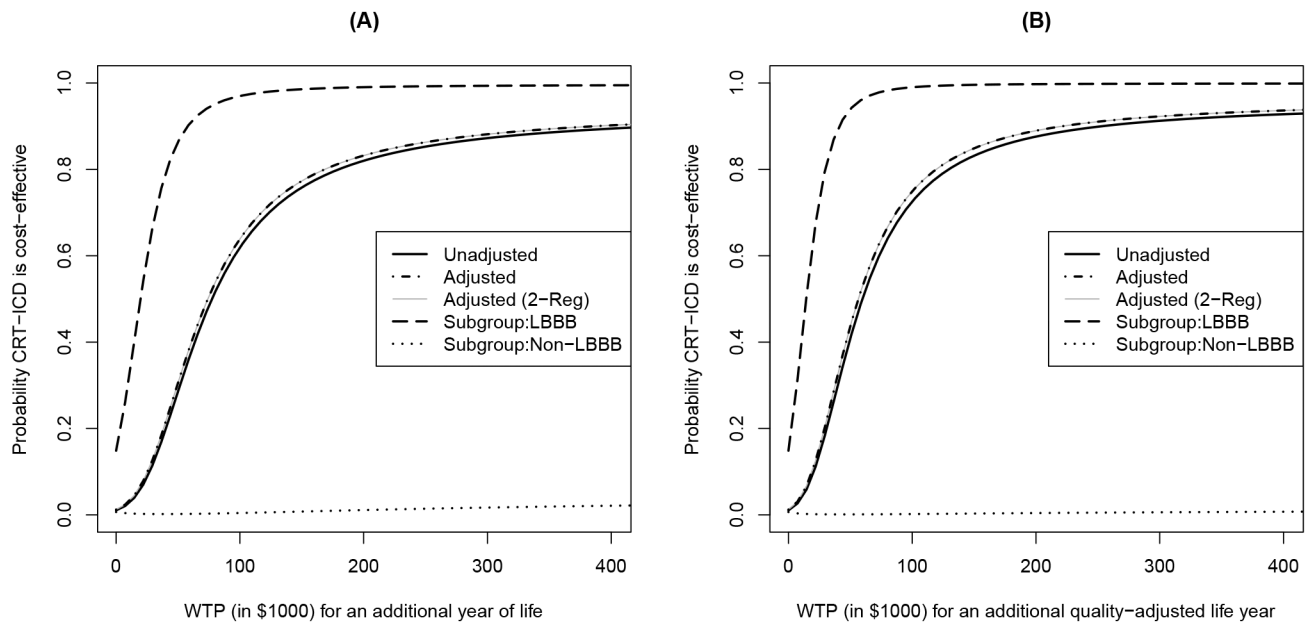 (A)
Probability CRT−ICD is cost−effective
1.0
0.8
0.6
0.4
0.2
0.0
Unadjusted
Adjusted
Adjusted (2−Reg)
Subgroup:LBBB
Subgroup:Non−LBBB
0 100 200 300 400
WTP (in $1000) for an additional year of life
(B)
Probability CRT−ICD is cost−effective
1.0
0.8
0.6
0.4
0.2
0.0
Unadjusted
Adjusted
Adjusted (2−Reg)
Subgroup:LBBB
Subgroup:Non−LBBB
0 100 200 300 400
WTP (in $1000) for an additional quality−adjusted life year